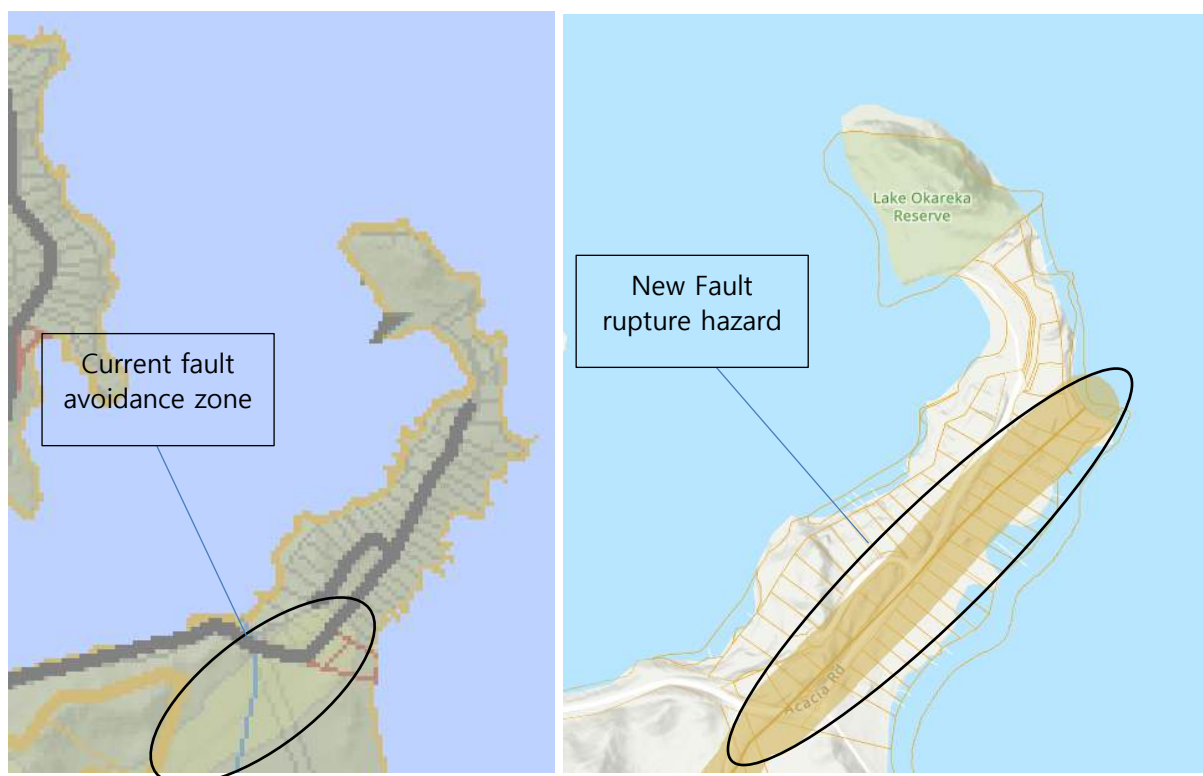 Current fault
avoidance zone
New Fault
rupture hazard
Lake Okareka
Reserve
Acacia Rd